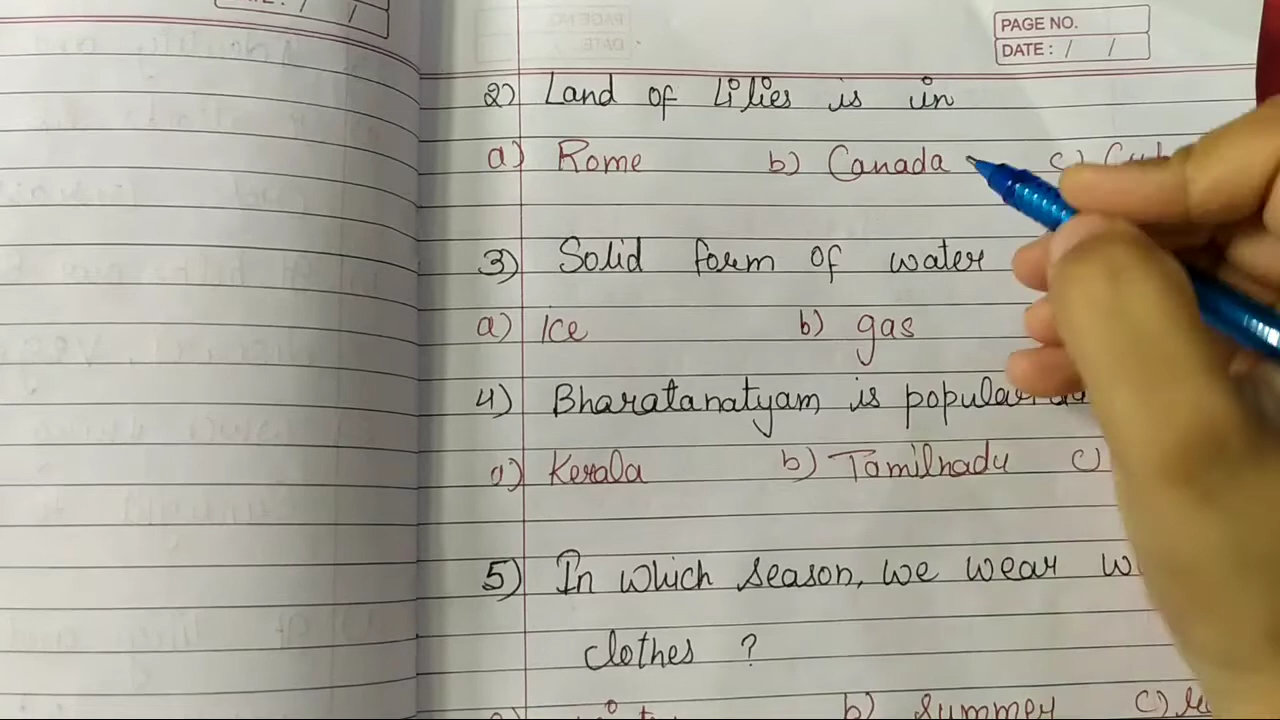 PAGE NO.
DATE: / /
2) Land of Lilies is in
a) Rome b) Canada c)
3) Solid form of water
a) Ice b) gas
4) Bharatanatyam is popular
a) Kerala b) Tamilnadu c)
5) In which season, we wear
clothes ?
b) Summer c)